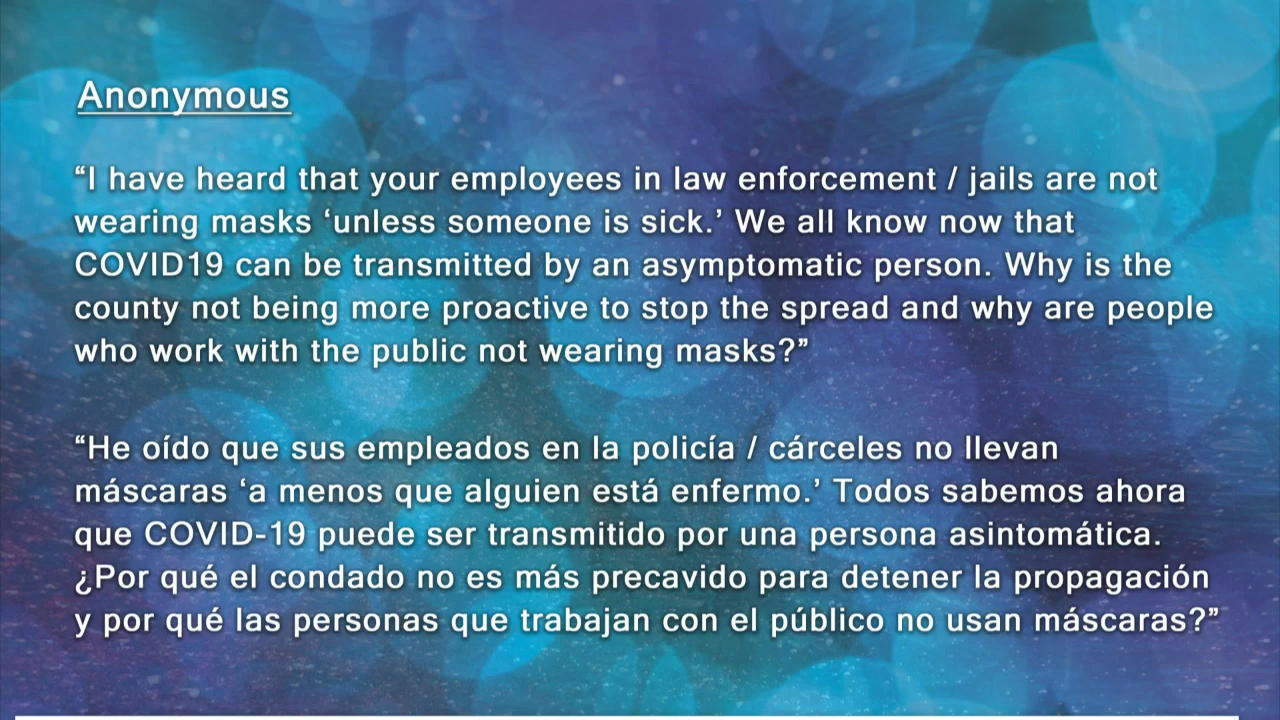 Anonymous
“I have heard that your employees in law enforcement / jails are not
wearing masks ‘unless someone is sick.’ We all know now that
COVID19 can be transmitted by an asymptomatic person. Why is the
county not being more proactive to stop the spread and why are people
who work with the public not wearing masks?”
“He oído que sus empleados en la policía / cárceles no llevan
máscaras ‘a menos que alguien está enfermo.’ Todos sabemos ahora
que COVID-19 puede ser transmitido por una persona asintomática.
¿Por qué el condado no es más precavido para detener la propagación
y por qué las personas que trabajan con el público no usan máscaras?”